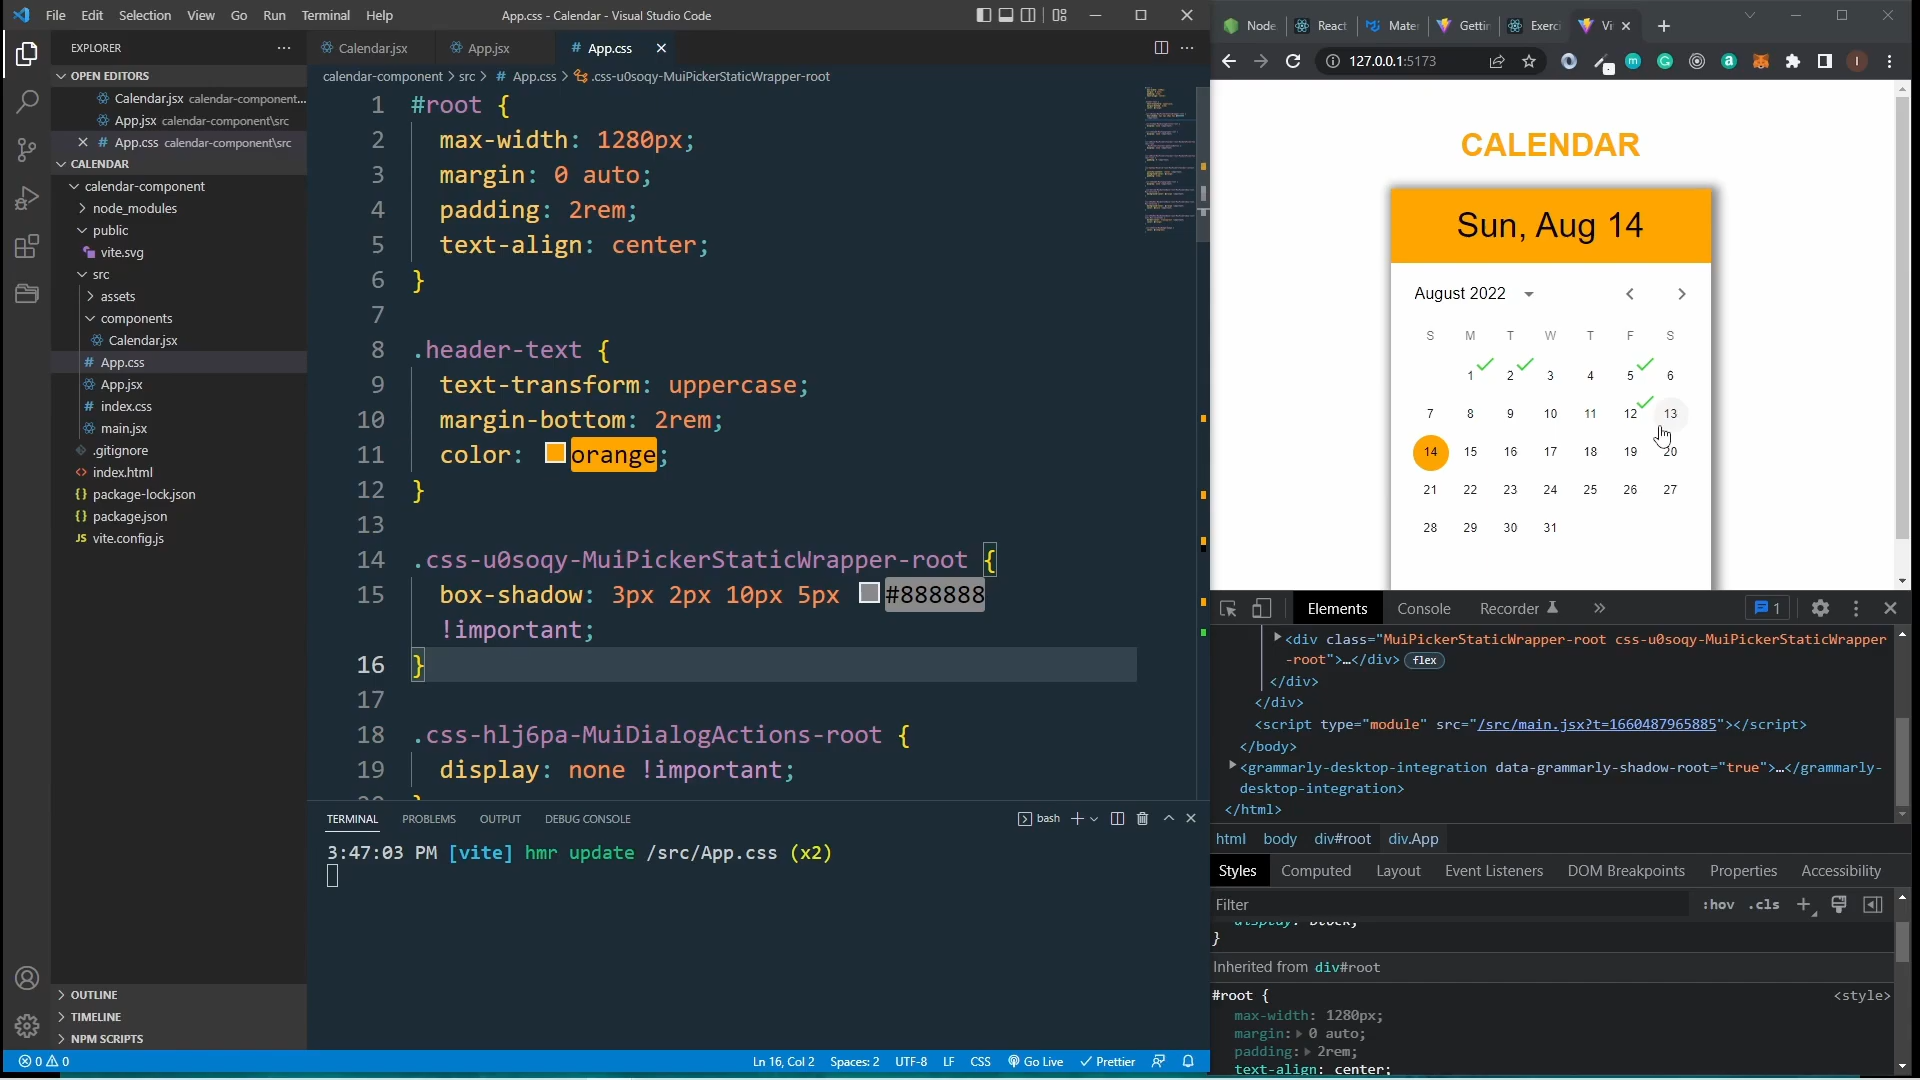 File Edit Selection View Go Run Terminal Help
App.css - Calendar - Visual Studio Code
EXPLORER
OPEN EDITORS
Calendar.jsx calendar-component...
App.jsx calendar-component\src
# App.css calendar-component\src
CALENDAR
calendar-component
node_modules
public
vite.svg
src
assets
components
Calendar.jsx
# App.css
App.jsx
# index.css
main.jsx
.gitignore
<> index.html
{} package-lock.json
{} package.json
JS vite.config.js
OUTLINE
TIMELINE
NPM SCRIPTS
Calendar.jsx App.jsx # App.css
calendar-component > src > # App.css > .css-u0soqy-MuiPickerStaticWrapper-root
1 #root {
2 max-width: 1280px;
3 margin: 0 auto;
4 padding: 2rem;
5 text-align: center;
6 }
7
8 .header-text {
9 text-transform: uppercase;
10 margin-bottom: 2rem;
11 color: orange;
12 }
13
14 .css-u0soqy-MuiPickerStaticWrapper-root {
15 box-shadow: 3px 2px 10px 5px #888888
!important;
16 }
17
18 .css-hlj6pa-MuiDialogActions-root {
19 display: none !important;
TERMINAL PROBLEMS OUTPUT DEBUG CONSOLE
bash
3:47:03 PM [vite] hmr update /src/App.css (x2)
0 0
Ln 16, Col 2 Spaces: 2 UTF-8 LF CSS Go Live Prettier
Node React Mate Gettin Exerci Vi
127.0.0.1:5173
CALENDAR
Sun, Aug 14
August 2022
S M T W T F S
1 2 3 4 5 6
7 8 9 10 11 12 13
14 15 16 17 18 19 20
21 22 23 24 25 26 27
28 29 30 31
Elements Console Recorder
1
<div class="MuiPickerStaticWrapper-root css-u0soqy-MuiPickerStaticWrapper
-root">…</div> flex
</div>
</div>
<script type="module" src="/src/main.jsx?t=1660487965885"></script>
</body>
<grammarly-desktop-integration data-grammarly-shadow-root="true">…</grammarly-
desktop-integration>
</html>
html body div#root div.App
Styles Computed Layout Event Listeners DOM Breakpoints Properties Accessibility
Filter
:hov .cls
display: block;
}
Inherited from div#root
#root {
<style>
max-width: 1280px;
margin: 0 auto;
padding: 2rem;
text-align: center;